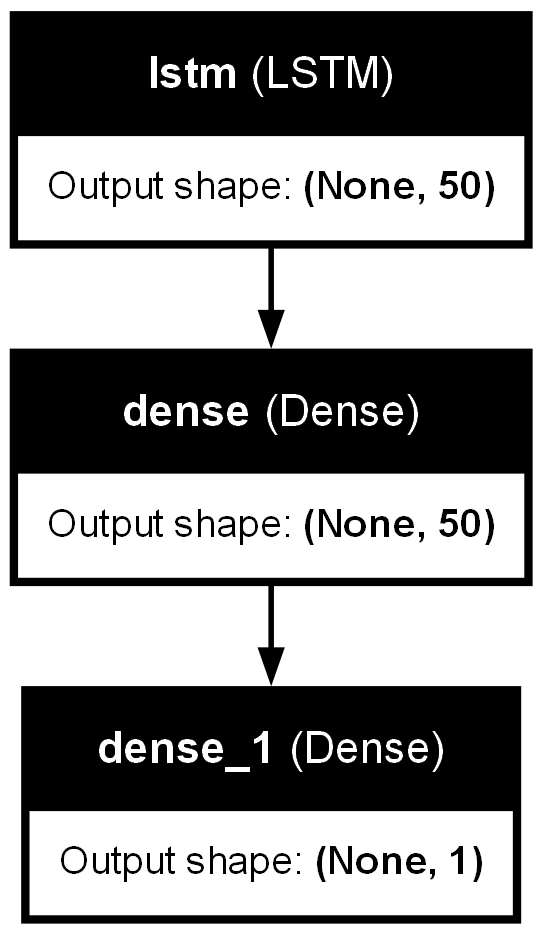 lstm (LSTM)
Output shape: (None, 50)
dense (Dense)
Output shape: (None, 50)
dense_1 (Dense)
Output shape: (None, 1)